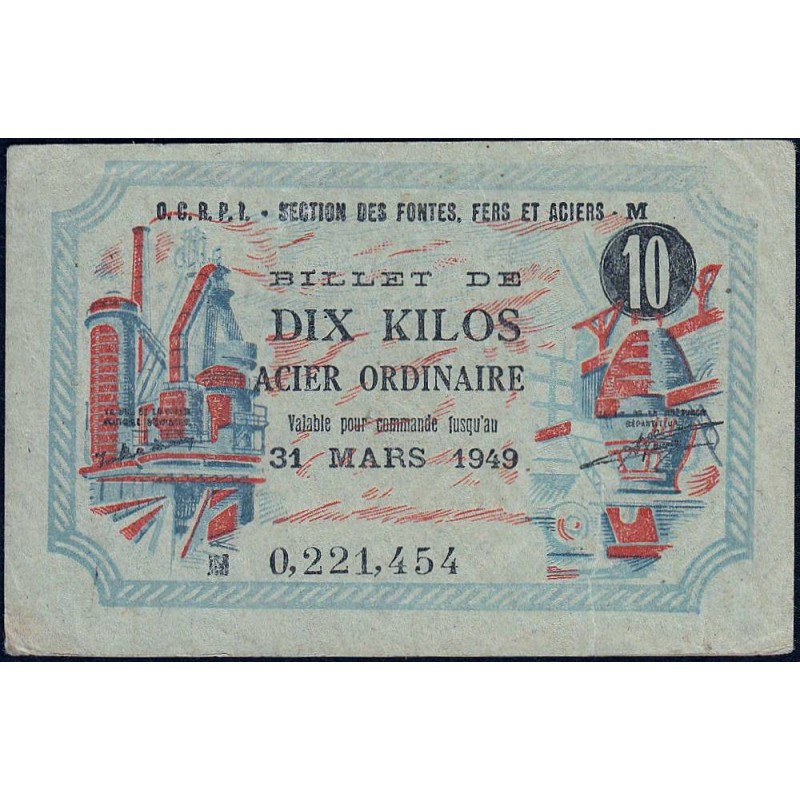 O.C.R.P.I. • SECTION DES FONTES, FERS ET ACIERS - M
10
BILLET DE
DIX KILOS
ACIER ORDINAIRE
Valable pour commande jusqu'au
31 MARS 1949
RÉPARTITEUR
M 0,221,454